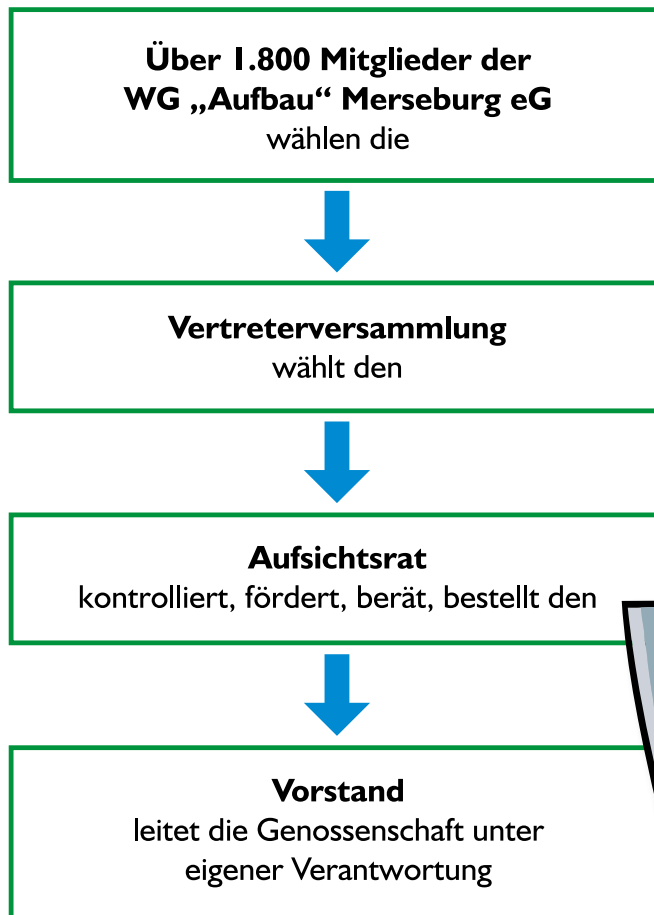 Über 1.800 Mitglieder der
WG „Aufbau“ Merseburg eG
wählen die
Vertreterversammlung
wählt den
Aufsichtsrat
kontrolliert, fördert, berät, bestellt den
Vorstand
leitet die Genossenschaft unter
eigener Verantwortung